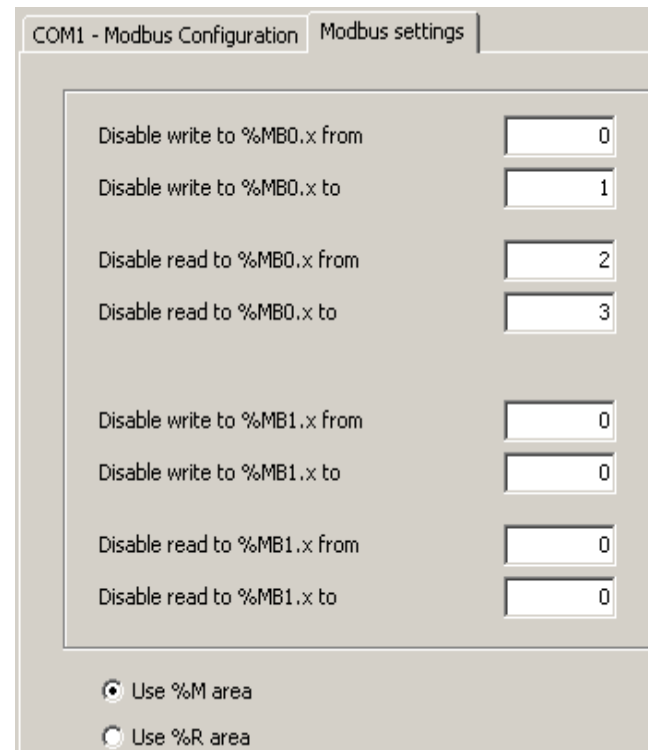 COM1 - Modbus Configuration Modbus settings
Disable write to %MB0.x from 0
Disable write to %MB0.x to 1
Disable read to %MB0.x from 2
Disable read to %MB0.x to 3
Disable write to %MB1.x from 0
Disable write to %MB1.x to 0
Disable read to %MB1.x from 0
Disable read to %MB1.x to 0
Use %M area
Use %R area